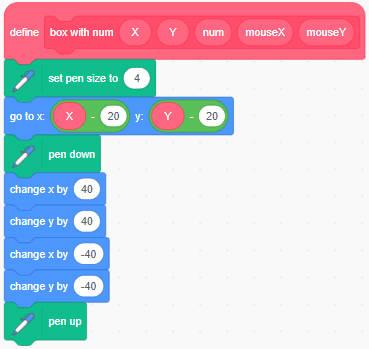 define box with num X Y num mouseX mouseY
set pen size to 4
go to x: X - 20 y: Y - 20
pen down
change x by 40
change y by 40
change x by -40
change y by -40
pen up